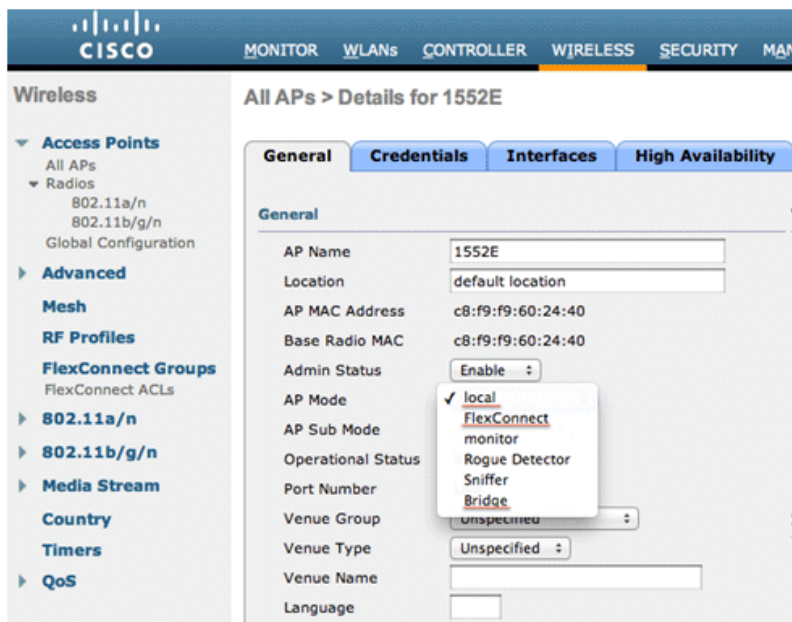 CISCO
MONITOR WLANs CONTROLLER WIRELESS SECURITY MAN
Wireless
Access Points
All APs
Radios
802.11a/n
802.11b/g/n
Global Configuration
Advanced
Mesh
RF Profiles
FlexConnect Groups
FlexConnect ACLs
802.11a/n
802.11b/g/n
Media Stream
Country
Timers
QoS
All APs > Details for 1552E
General Credentials Interfaces High Availability
General
AP Name 1552E
Location default location
AP MAC Address c8:f9:f9:60:24:40
Base Radio MAC c8:f9:f9:60:24:40
Admin Status Enable
AP Mode ✓ local
FlexConnect
AP Sub Mode
monitor
Operational Status Rogue Detector
Sniffer
Port Number
Bridge
Venue Group Unspecified
Venue Type Unspecified
Venue Name
Language